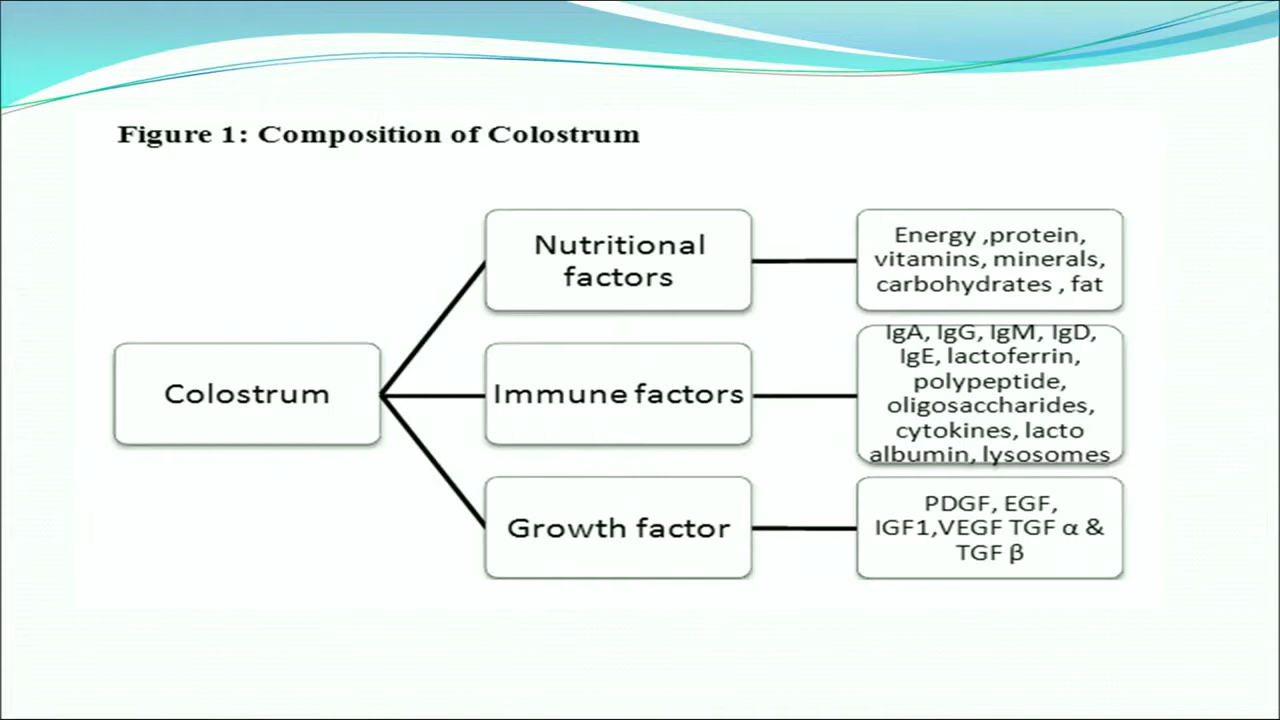 Figure 1: Composition of Colostrum
Nutritional
factors
Energy ,protein,
vitamins, minerals,
carbohydrates , fat
Colostrum
Immune factors
IgA, IgG, IgM, IgD,
IgE, lactoferrin,
polypeptide,
oligosaccharides,
cytokines, lacto
albumin, lysosomes
Growth factor
PDGF, EGF,
IGF1,VEGF TGF α &
TGF β